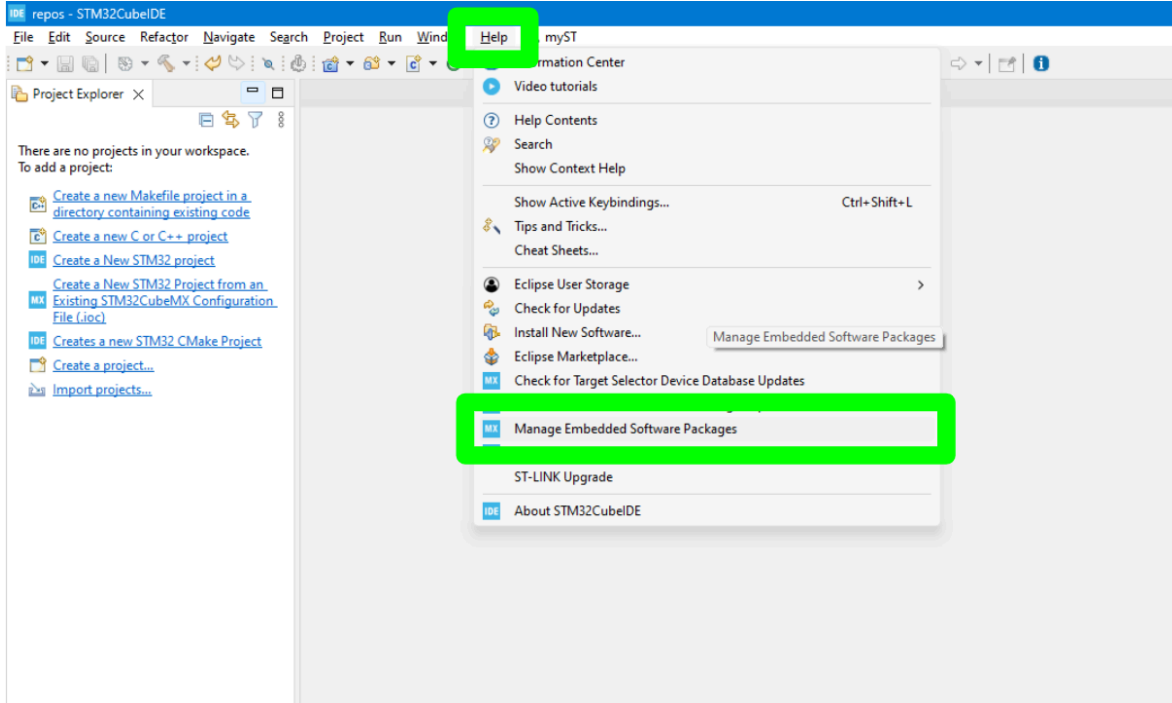 IDE repos - STM32CubeIDE
File Edit Source Refactor Navigate Search Project Run Wind Help myST
Project Explorer
There are no projects in your workspace.
To add a project:
Create a new Makefile project in a
directory containing existing code
Create a new C or C++ project
IDE Create a New STM32 project
Create a New STM32 Project from an
MX Existing STM32CubeMX Configuration
File (.ioc)
IDE Creates a new STM32 CMake Project
Create a project...
Import projects...
rmation Center
Video tutorials
Help Contents
Search
Show Context Help
Show Active Keybindings... Ctrl+Shift+L
Tips and Tricks...
Cheat Sheets...
Eclipse User Storage
Check for Updates
Install New Software...
Manage Embedded Software Packages
Eclipse Marketplace...
MX Check for Target Selector Device Database Updates
MX Manage Embedded Software Packages
ST-LINK Upgrade
IDE About STM32CubeIDE